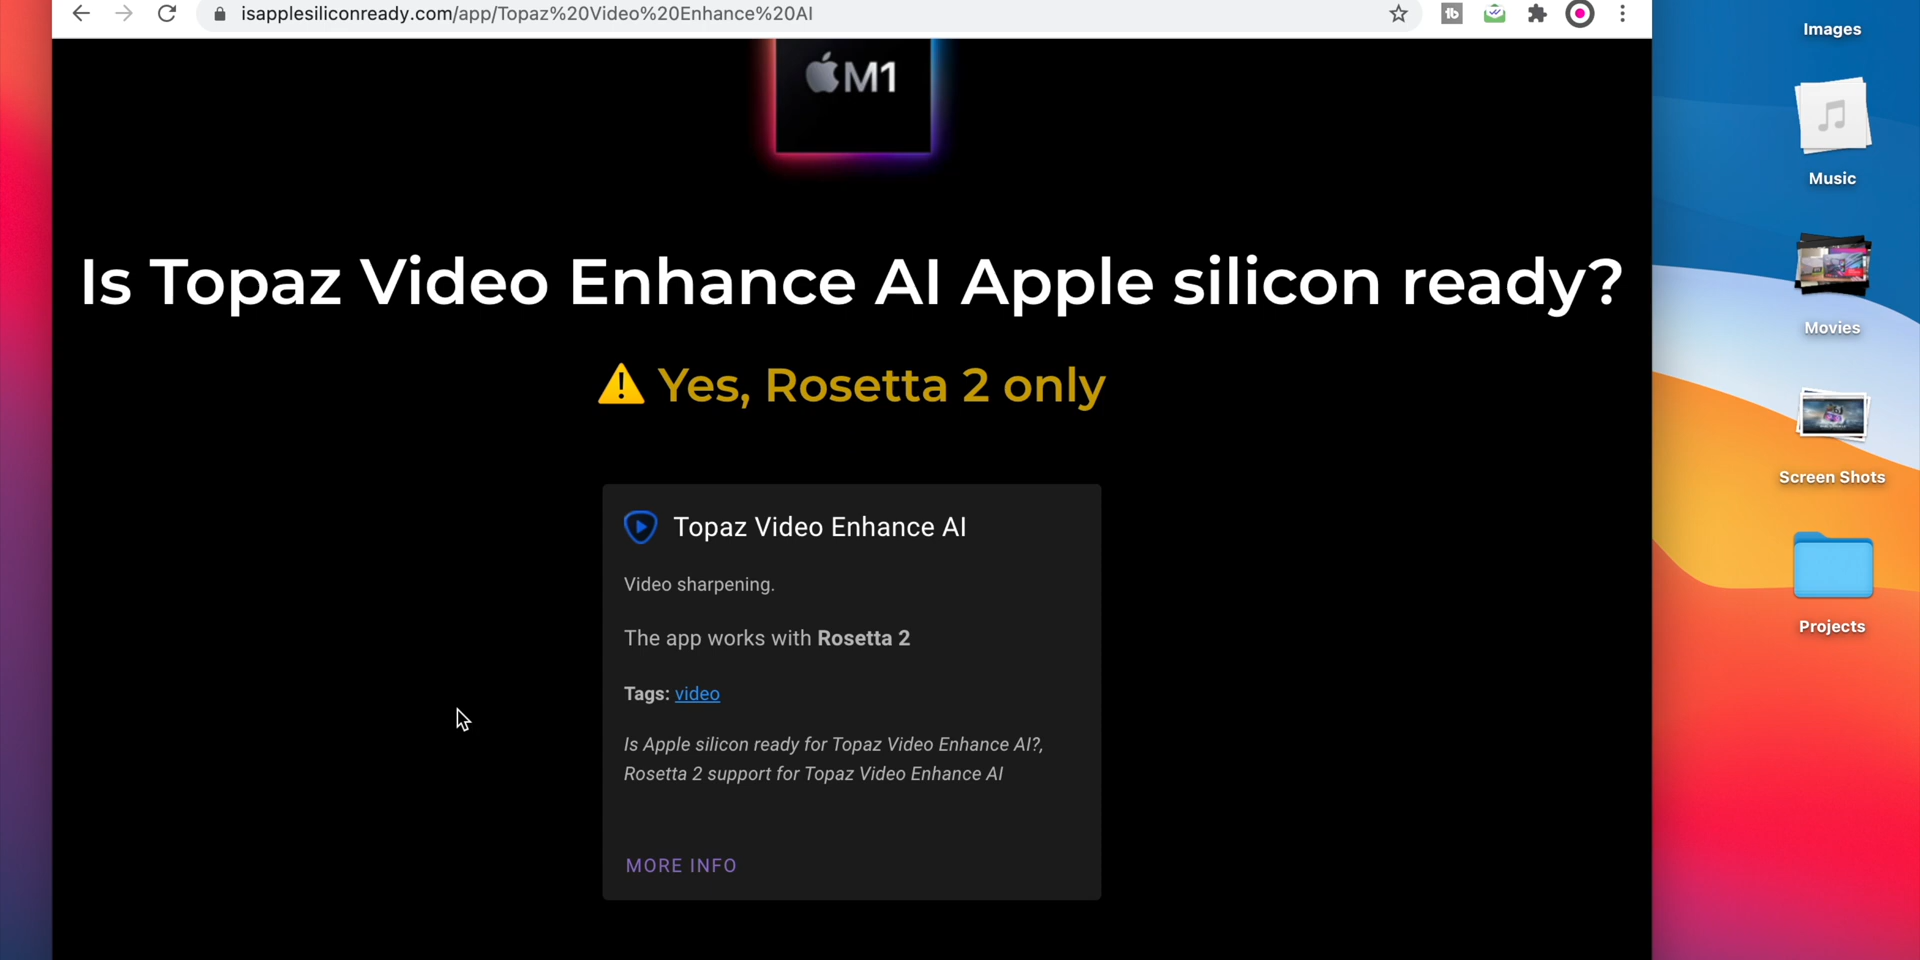 isapplesiliconready.com/app/Topaz%20Video%20Enhance%20AI
tb
M1
Is Topaz Video Enhance AI Apple silicon ready?
Yes, Rosetta 2 only
Topaz Video Enhance AI
Video sharpening.
The app works with Rosetta 2
Tags: video
Is Apple silicon ready for Topaz Video Enhance AI?,
Rosetta 2 support for Topaz Video Enhance AI
MORE INFO
Images
Music
Movies
Screen Shots
Projects